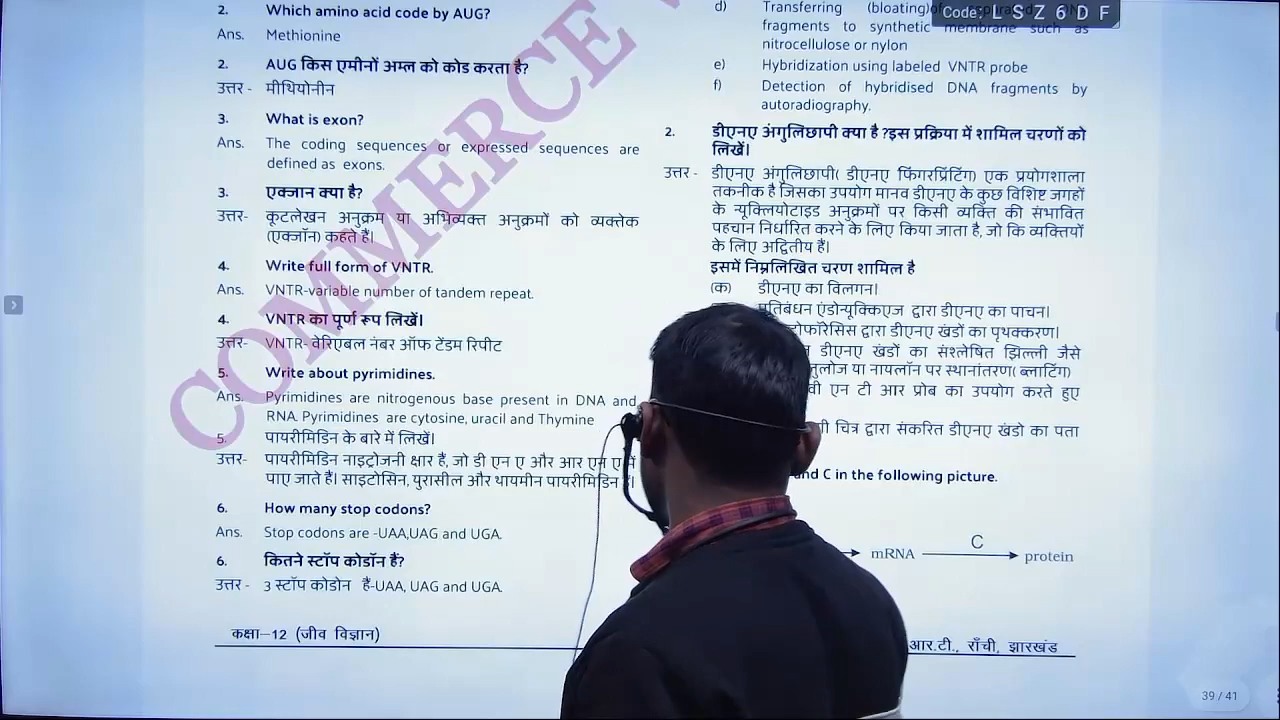 2. Which amino acid code by AUG?
Ans. Methionine
2. AUG किस एमीनों अम्ल को कोड करता है?
उत्तर - मीथियोनीन
3. What is exon?
Ans. The coding sequences or expressed sequences are
defined as exons.
3. एक्जान क्या है?
उत्तर- कूटलेखन अनुक्रम या अभिव्यक्त अनुक्रमों को व्यक्तेक
(एक्जॉन) कहते हैं।
4. Write full form of VNTR.
Ans. VNTR-variable number of tandem repeat.
4. VNTR का पूर्ण रूप लिखें।
उत्तर- VNTR- वेरिएबल नंबर ऑफ टेंडम रिपीट
5. Write about pyrimidines.
Ans. Pyrimidines are nitrogenous base present in DNA and
RNA. Pyrimidines are cytosine, uracil and Thymine
5. पायरीमिडिन के बारे में लिखें।
उत्तर- पायरीमिडिन नाइट्रोजनी क्षार हैं, जो डी एन ए और आर एन ए में
पाए जाते हैं। साइटोसिन, युरासील और थायमीन पायरीमिडिन हैं।
6. How many stop codons?
Ans. Stop codons are -UAA,UAG and UGA.
6. कितने स्टॉप कोडॉन हैं?
उत्तर - 3 स्टॉप कोडोन हैं-UAA, UAG and UGA.
कक्षा–12 (जीव विज्ञान)
d) Transferring (bloating)of
fragments to synthetic membrane such as
nitrocellulose or nylon
e) Hybridization using labeled VNTR probe
f) Detection of hybridised DNA fragments by
autoradiography.
2. डीएनए अंगुलिछापी क्या है ?इस प्रक्रिया में शामिल चरणों को
लिखें।
उत्तर - डीएनए अंगुलिछापी( डीएनए फिंगरप्रिंटिंग) एक प्रयोगशाला
तकनीक है जिसका उपयोग मानव डीएनए के कुछ विशिष्ट जगहों
के न्यूक्लियोटाइड अनुक्रमों पर किसी व्यक्ति की संभावित
पहचान निर्धारित करने के लिए किया जाता है, जो कि व्यक्तियों
के लिए अद्वितीय हैं।
इसमें निम्नलिखित चरण शामिल है
(क) डीएनए का विलगन।
प्रतिबंधन एंडोन्यूक्किएज द्वारा डीएनए का पाचन।
द्वारा डीएनए खंडों का पृथक्करण।
डीएनए खंडों का संश्लेषित झिल्ली जैसे
या नायलॉन पर स्थानांतरण( ब्लाटिंग)
एन टी आर प्रोब का उपयोग करते हुए
चित्र द्वारा संकरित डीएनए खंडो का पता
and C in the following picture.
mRNA C protein
आर.टी., राँची, झारखंड
COMMERCE
Code: L S Z 6 D F
39 / 41